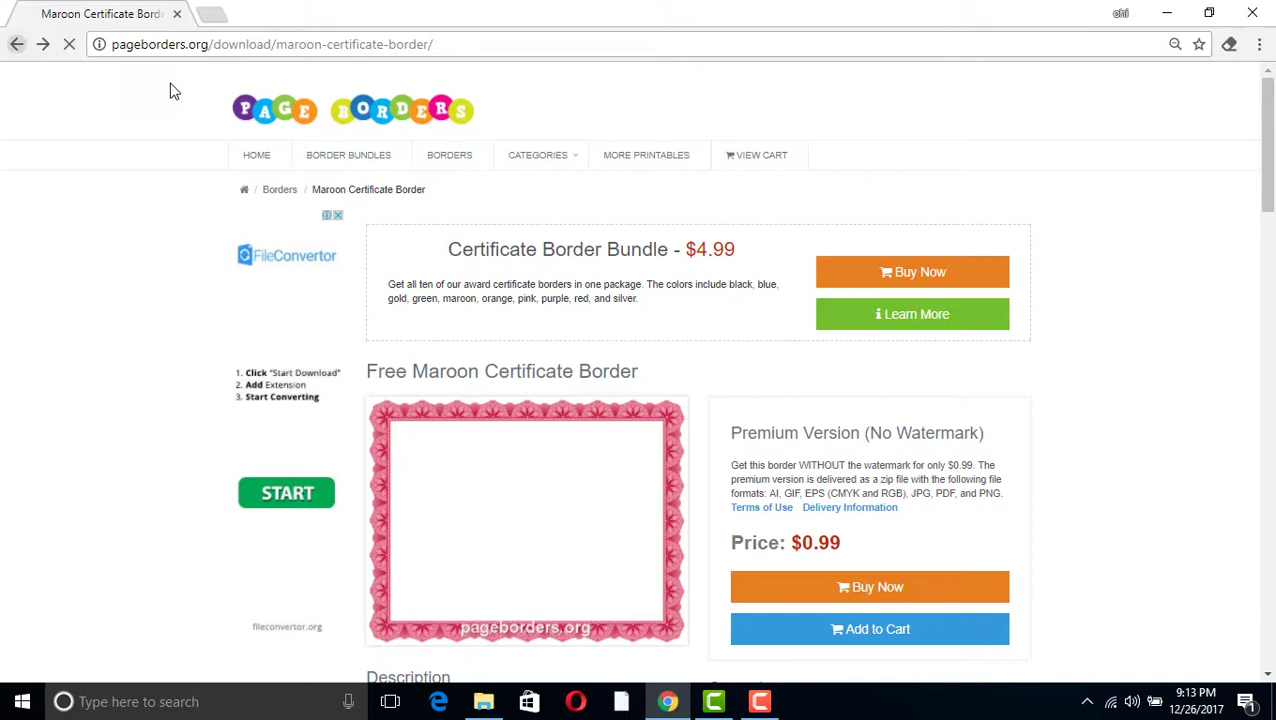 Maroon Certificate Borde
ohi
pageborders.org/download/maroon-certificate-border/
PAGE BORDERS
HOME BORDER BUNDLES BORDERS CATEGORIES MORE PRINTABLES VIEW CART
/ Borders / Maroon Certificate Border
FileConvertor
Certificate Border Bundle - $4.99
Get all ten of our award certificate borders in one package. The colors include black, blue,
gold, green, maroon, orange, pink, purple, red, and silver.
Buy Now
Learn More
1. Click "Start Download"
2. Add Extension
3. Start Converting
START
fileconvertor.org
Free Maroon Certificate Border
pageborders.org
Premium Version (No Watermark)
Get this border WITHOUT the watermark for only $0.99. The
premium version is delivered as a zip file with the following file
formats: AI, GIF, EPS (CMYK and RGB), JPG, PDF, and PNG.
Terms of Use Delivery Information
Price: $0.99
Buy Now
Add to Cart
Description
Type here to search
9:13 PM
12/26/2017
1